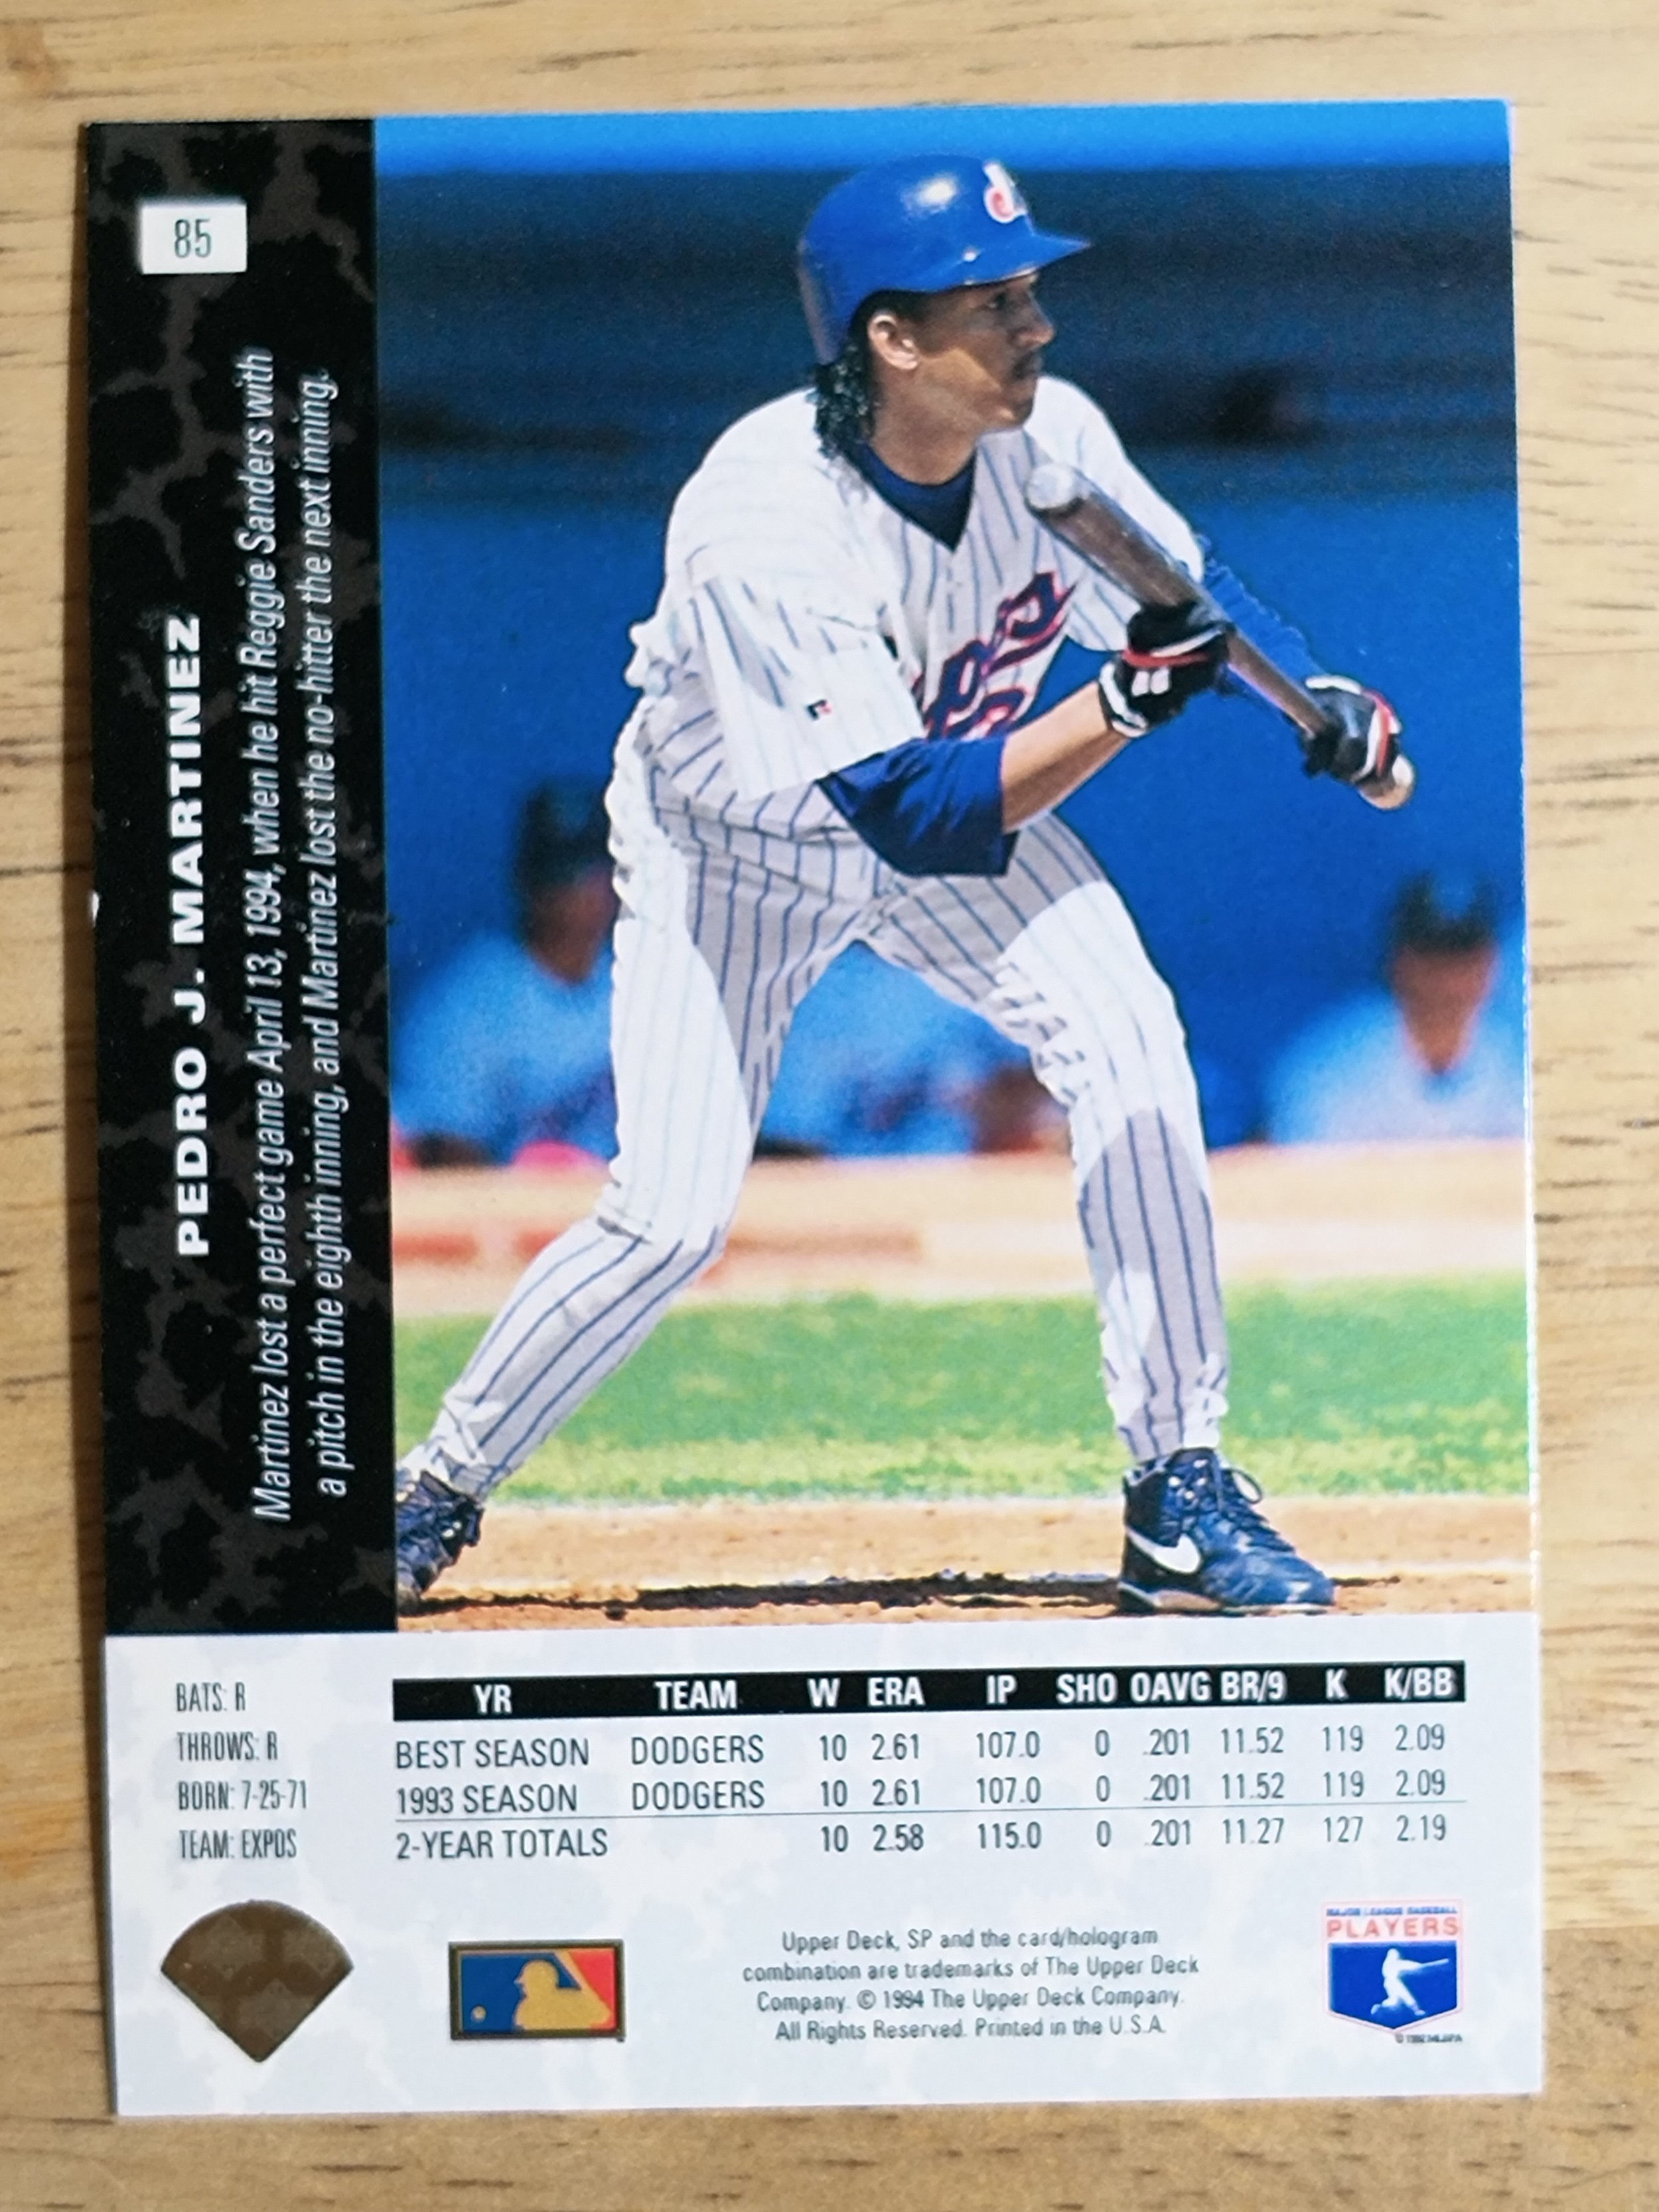 85
PEDRO J. MARTINEZ
Martinez lost a perfect game April 13, 1994, when he hit Reggie Sanders with
a pitch in the eighth inning, and Martinez lost the no-hitter the next inning.
BATS: R
THROWS: R
BORN: 7-25-71
TEAM: EXPOS
YR TEAM W ERA IP SHO OAVG BR/9 K K/BB
BEST SEASON DODGERS 10 2.61 107.0 0 .201 11.52 119 2.09
1993 SEASON DODGERS 10 2.61 107.0 0 .201 11.52 119 2.09
2-YEAR TOTALS 10 2.58 115.0 0 .201 11.27 127 2.19
Upper Deck, SP and the card/hologram
combination are trademarks of The Upper Deck
Company. © 1994 The Upper Deck Company.
All Rights Reserved. Printed in the U.S.A.
MAJOR LEAGUE BASEBALL
PLAYERS